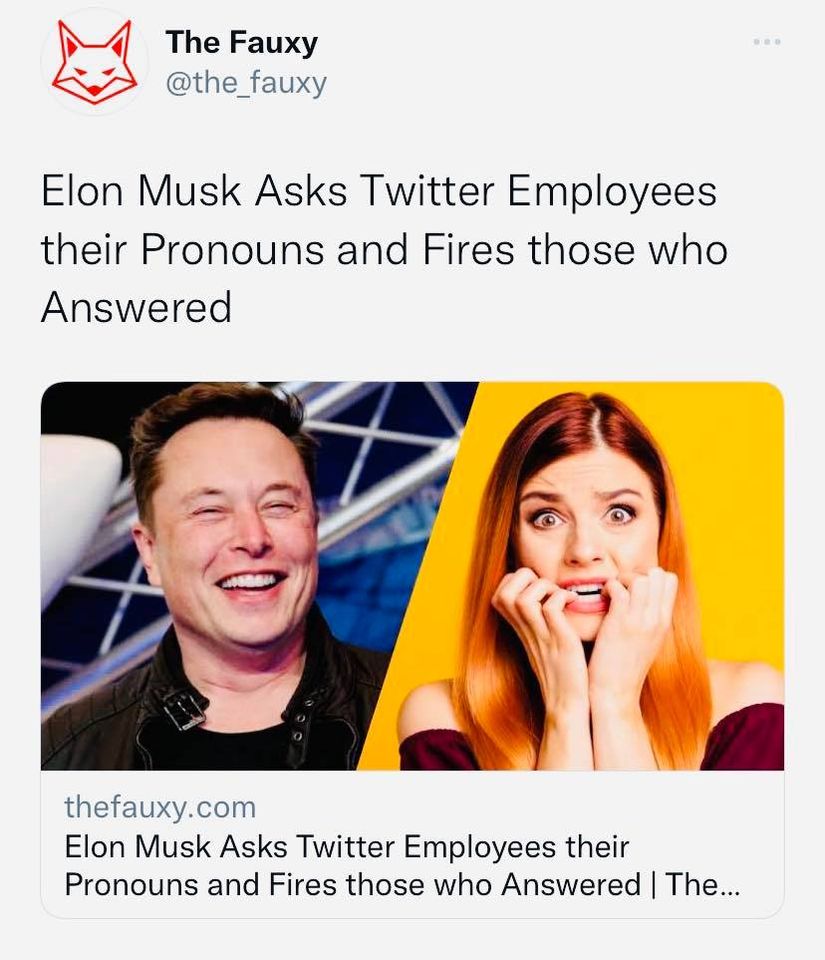 The Fauxy
@the_fauxy
Elon Musk Asks Twitter Employees
their Pronouns and Fires those who
Answered
thefauxy.com
Elon Musk Asks Twitter Employees their
Pronouns and Fires those who Answered | The...